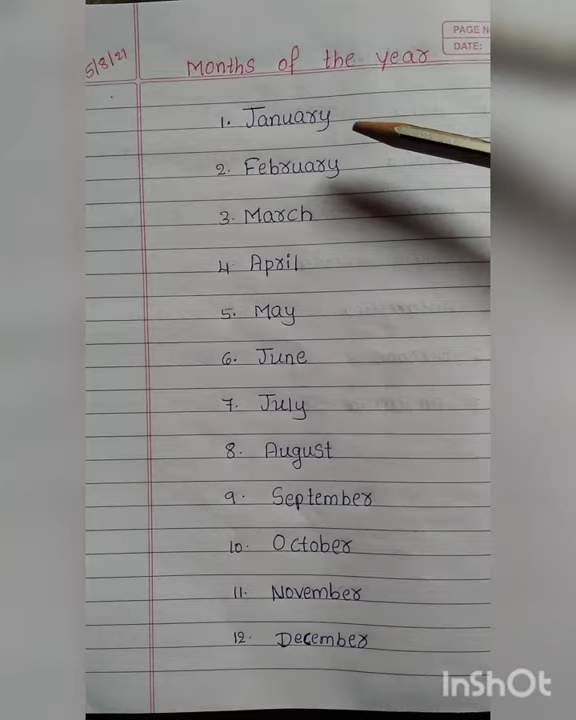 PAGE N
DATE:
5/8/21
Months of the year
1. January
2. February
3. March
4 April
5. May
6. June
7. July
8. August
9. September
10. October
11. November
12. December
InShOt